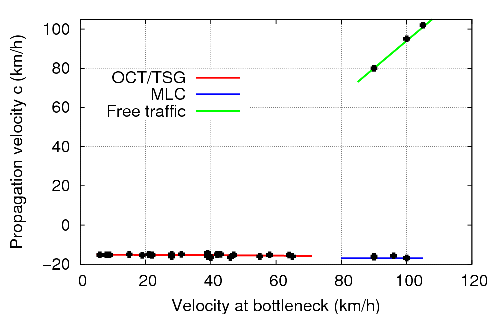 100
80
60
40
20
0
−20
0 20 40 60 80 100 120
Propagation velocity c (km/h)
Velocity at bottleneck (km/h)
OCT/TSG
MLC
Free traffic